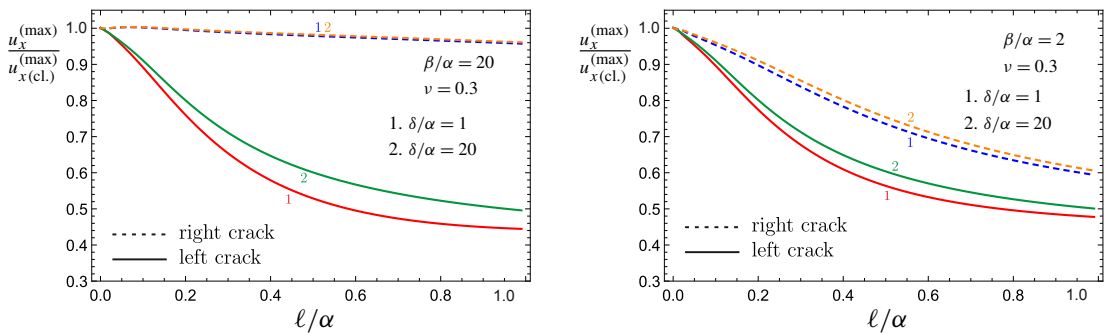 u_x^(max)
u_x(cl.)^(max)
1.0
0.9
0.8
0.7
0.6
0.5
0.4
0.3
1 2
β/α = 20
ν = 0.3
1. δ/α = 1
2. δ/α = 20
2
1
right crack
left crack
0.0 0.2 0.4 0.6 0.8 1.0
ℓ/α
u_x^(max)
u_x(cl.)^(max)
1.0
0.9
0.8
0.7
0.6
0.5
0.4
0.3
β/α = 2
ν = 0.3
1. δ/α = 1
2. δ/α = 20
2
1
2
1
right crack
left crack
0.0 0.2 0.4 0.6 0.8 1.0
ℓ/α